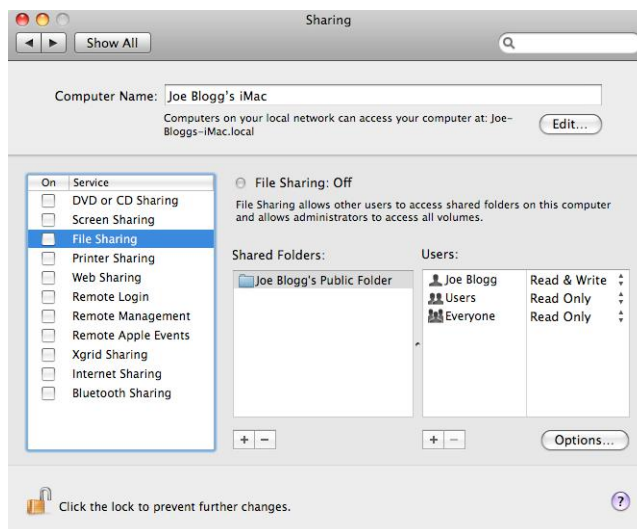 Sharing
Show All
Computer Name: Joe Blogg's iMac
Computers on your local network can access your computer at: Joe-
Bloggs-iMac.local
Edit...
On Service
DVD or CD Sharing
Screen Sharing
File Sharing
Printer Sharing
Web Sharing
Remote Login
Remote Management
Remote Apple Events
Xgrid Sharing
Internet Sharing
Bluetooth Sharing
File Sharing: Off
File Sharing allows other users to access shared folders on this computer
and allows administrators to access all volumes.
Shared Folders:
Joe Blogg's Public Folder
Users:
Joe Blogg Read & Write
Users Read Only
Everyone Read Only
+ −
+ −
Options...
Click the lock to prevent further changes.
?